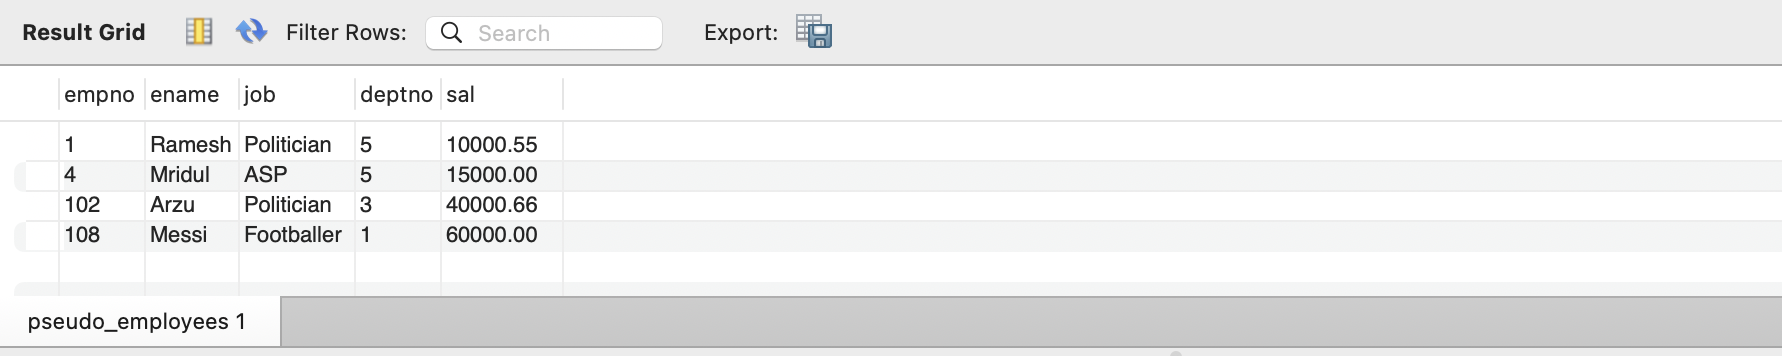 Result Grid Filter Rows: Search Export:
empno ename job deptno sal
1 Ramesh Politician 5 10000.55
4 Mridul ASP 5 15000.00
102 Arzu Politician 3 40000.66
108 Messi Footballer 1 60000.00
pseudo_employees 1